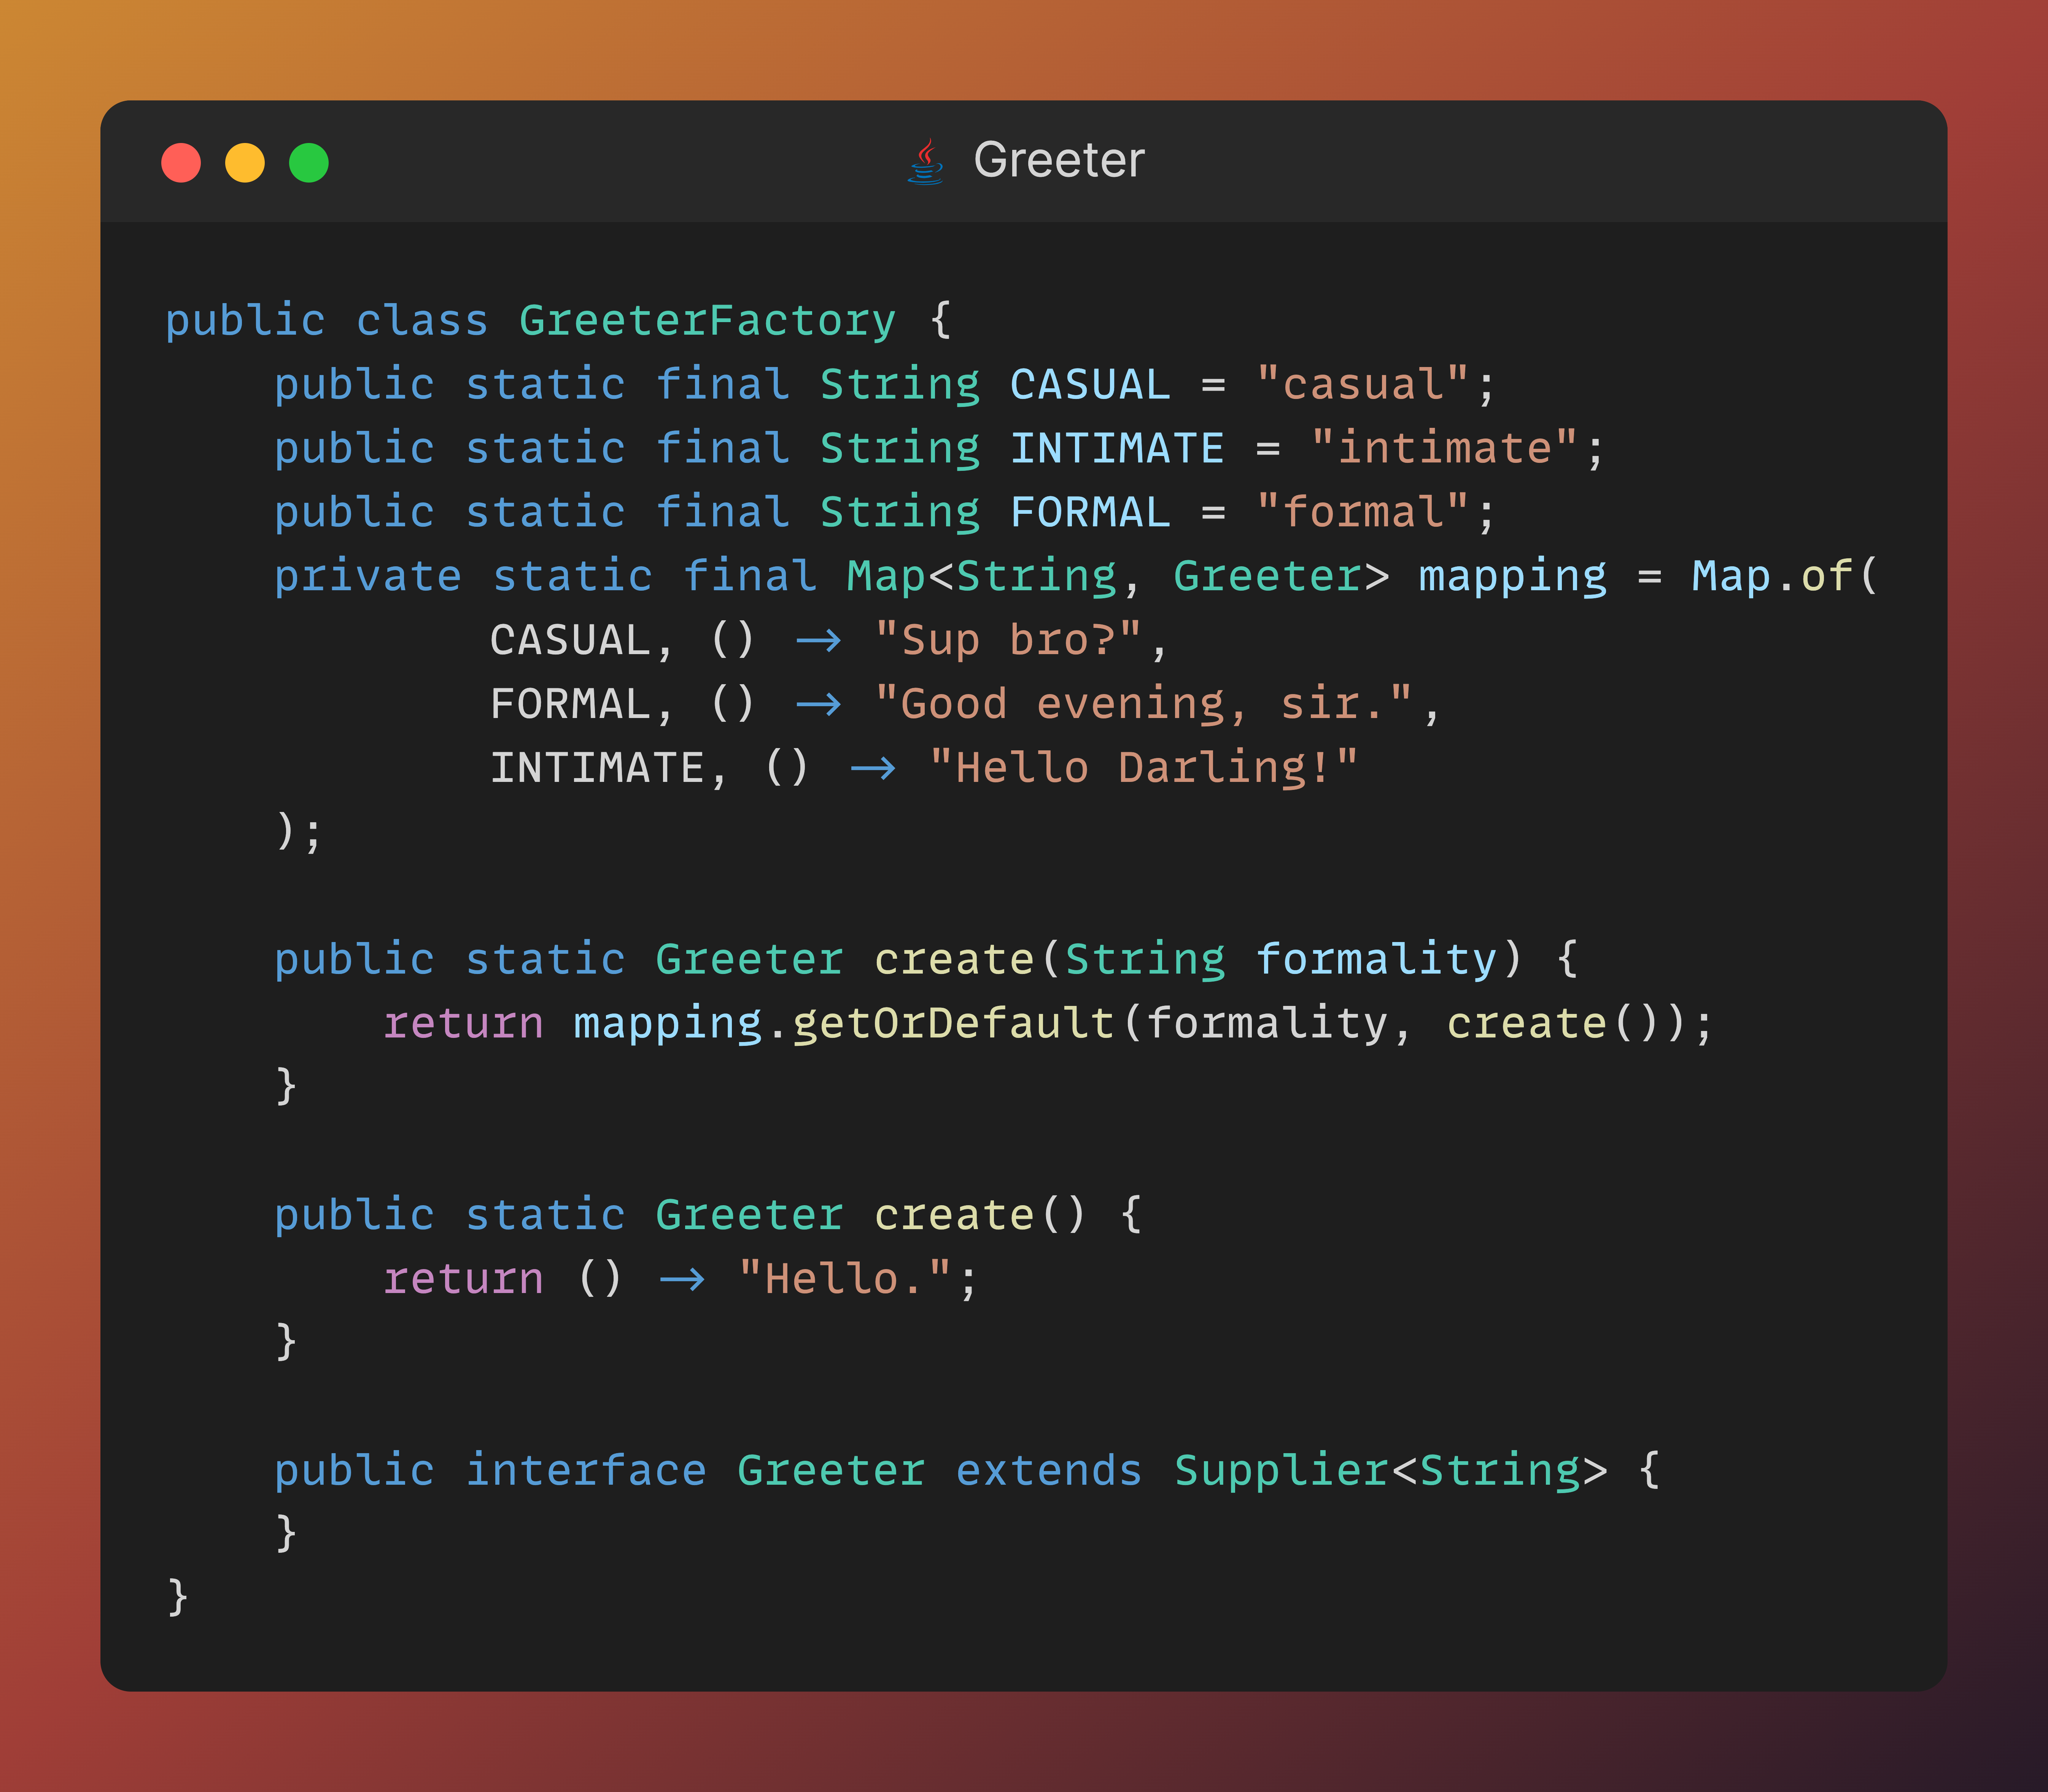 Greeter
public class GreeterFactory {
    public static final String CASUAL = "casual";
    public static final String INTIMATE = "intimate";
    public static final String FORMAL = "formal";
    private static final Map<String, Greeter> mapping = Map.of(
            CASUAL, () -> "Sup bro?",
            FORMAL, () -> "Good evening, sir.",
            INTIMATE, () -> "Hello Darling!"
    );

    public static Greeter create(String formality) {
        return mapping.getOrDefault(formality, create());
    }

    public static Greeter create() {
        return () -> "Hello.";
    }

    public interface Greeter extends Supplier<String> {
    }
}